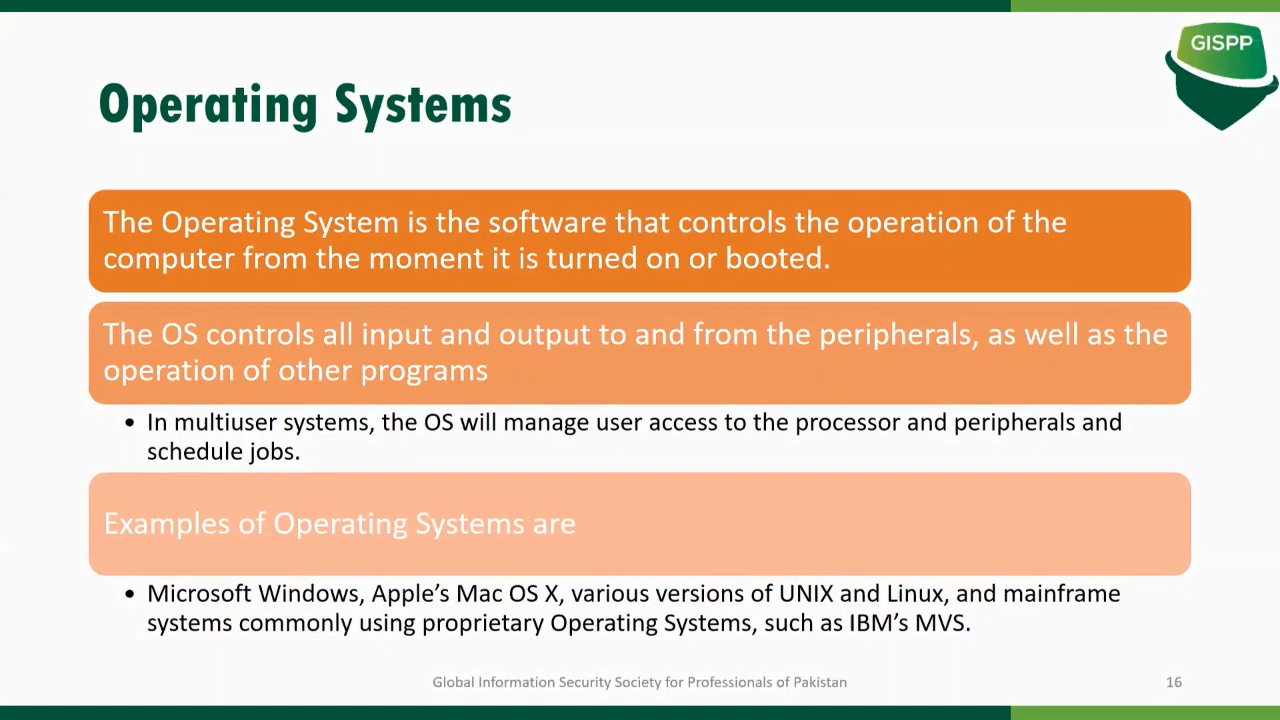 GISPP
Operating Systems
The Operating System is the software that controls the operation of the
computer from the moment it is turned on or booted.
The OS controls all input and output to and from the peripherals, as well as the
operation of other programs
• In multiuser systems, the OS will manage user access to the processor and peripherals and
schedule jobs.
Examples of Operating Systems are
• Microsoft Windows, Apple’s Mac OS X, various versions of UNIX and Linux, and mainframe
systems commonly using proprietary Operating Systems, such as IBM’s MVS.
Global Information Security Society for Professionals of Pakistan
16